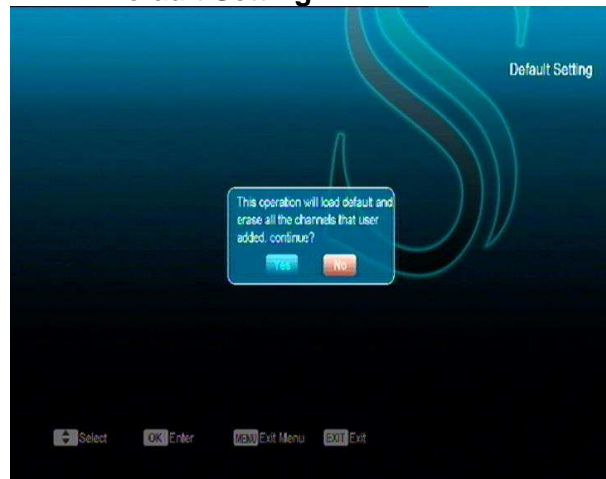 Default Setting
This operation will load default and
erase all the channels that user
added, continue?
Yes No
Select OK Enter MENU Exit Menu EXIT Exit